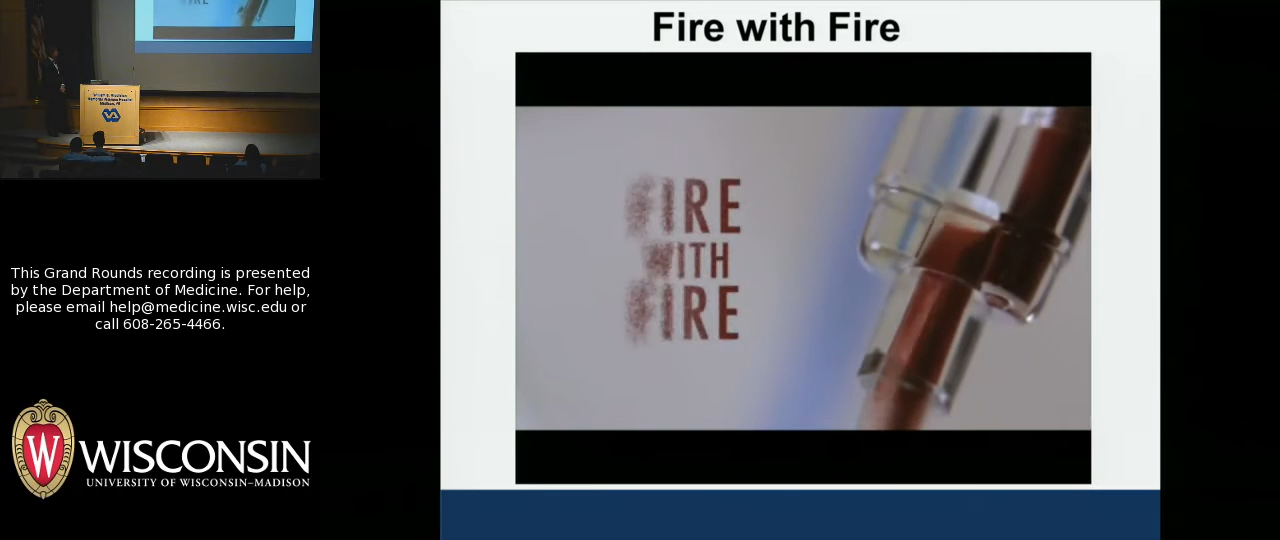 Fire with Fire
FIRE
WITH
FIRE
This Grand Rounds recording is presented
by the Department of Medicine. For help,
please email help@medicine.wisc.edu or
call 608-265-4466.
W
WISCONSIN
UNIVERSITY OF WISCONSIN–MADISON